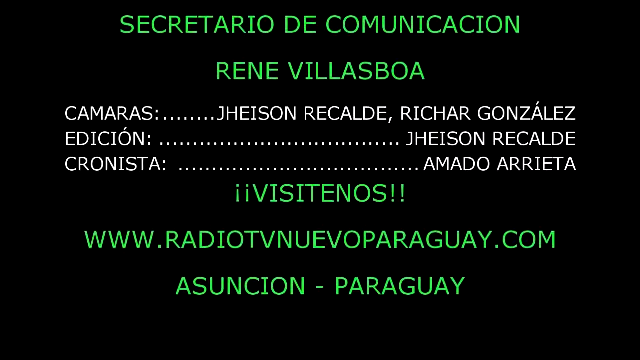 SECRETARIO DE COMUNICACION
RENE VILLASBOA
CAMARAS:........JHEISON RECALDE, RICHAR GONZÁLEZ
EDICIÓN: .................................... JHEISON RECALDE
CRONISTA: ..................................... AMADO ARRIETA
¡¡VISITENOS!!
WWW.RADIOTVNUEVOPARAGUAY.COM
ASUNCION - PARAGUAY